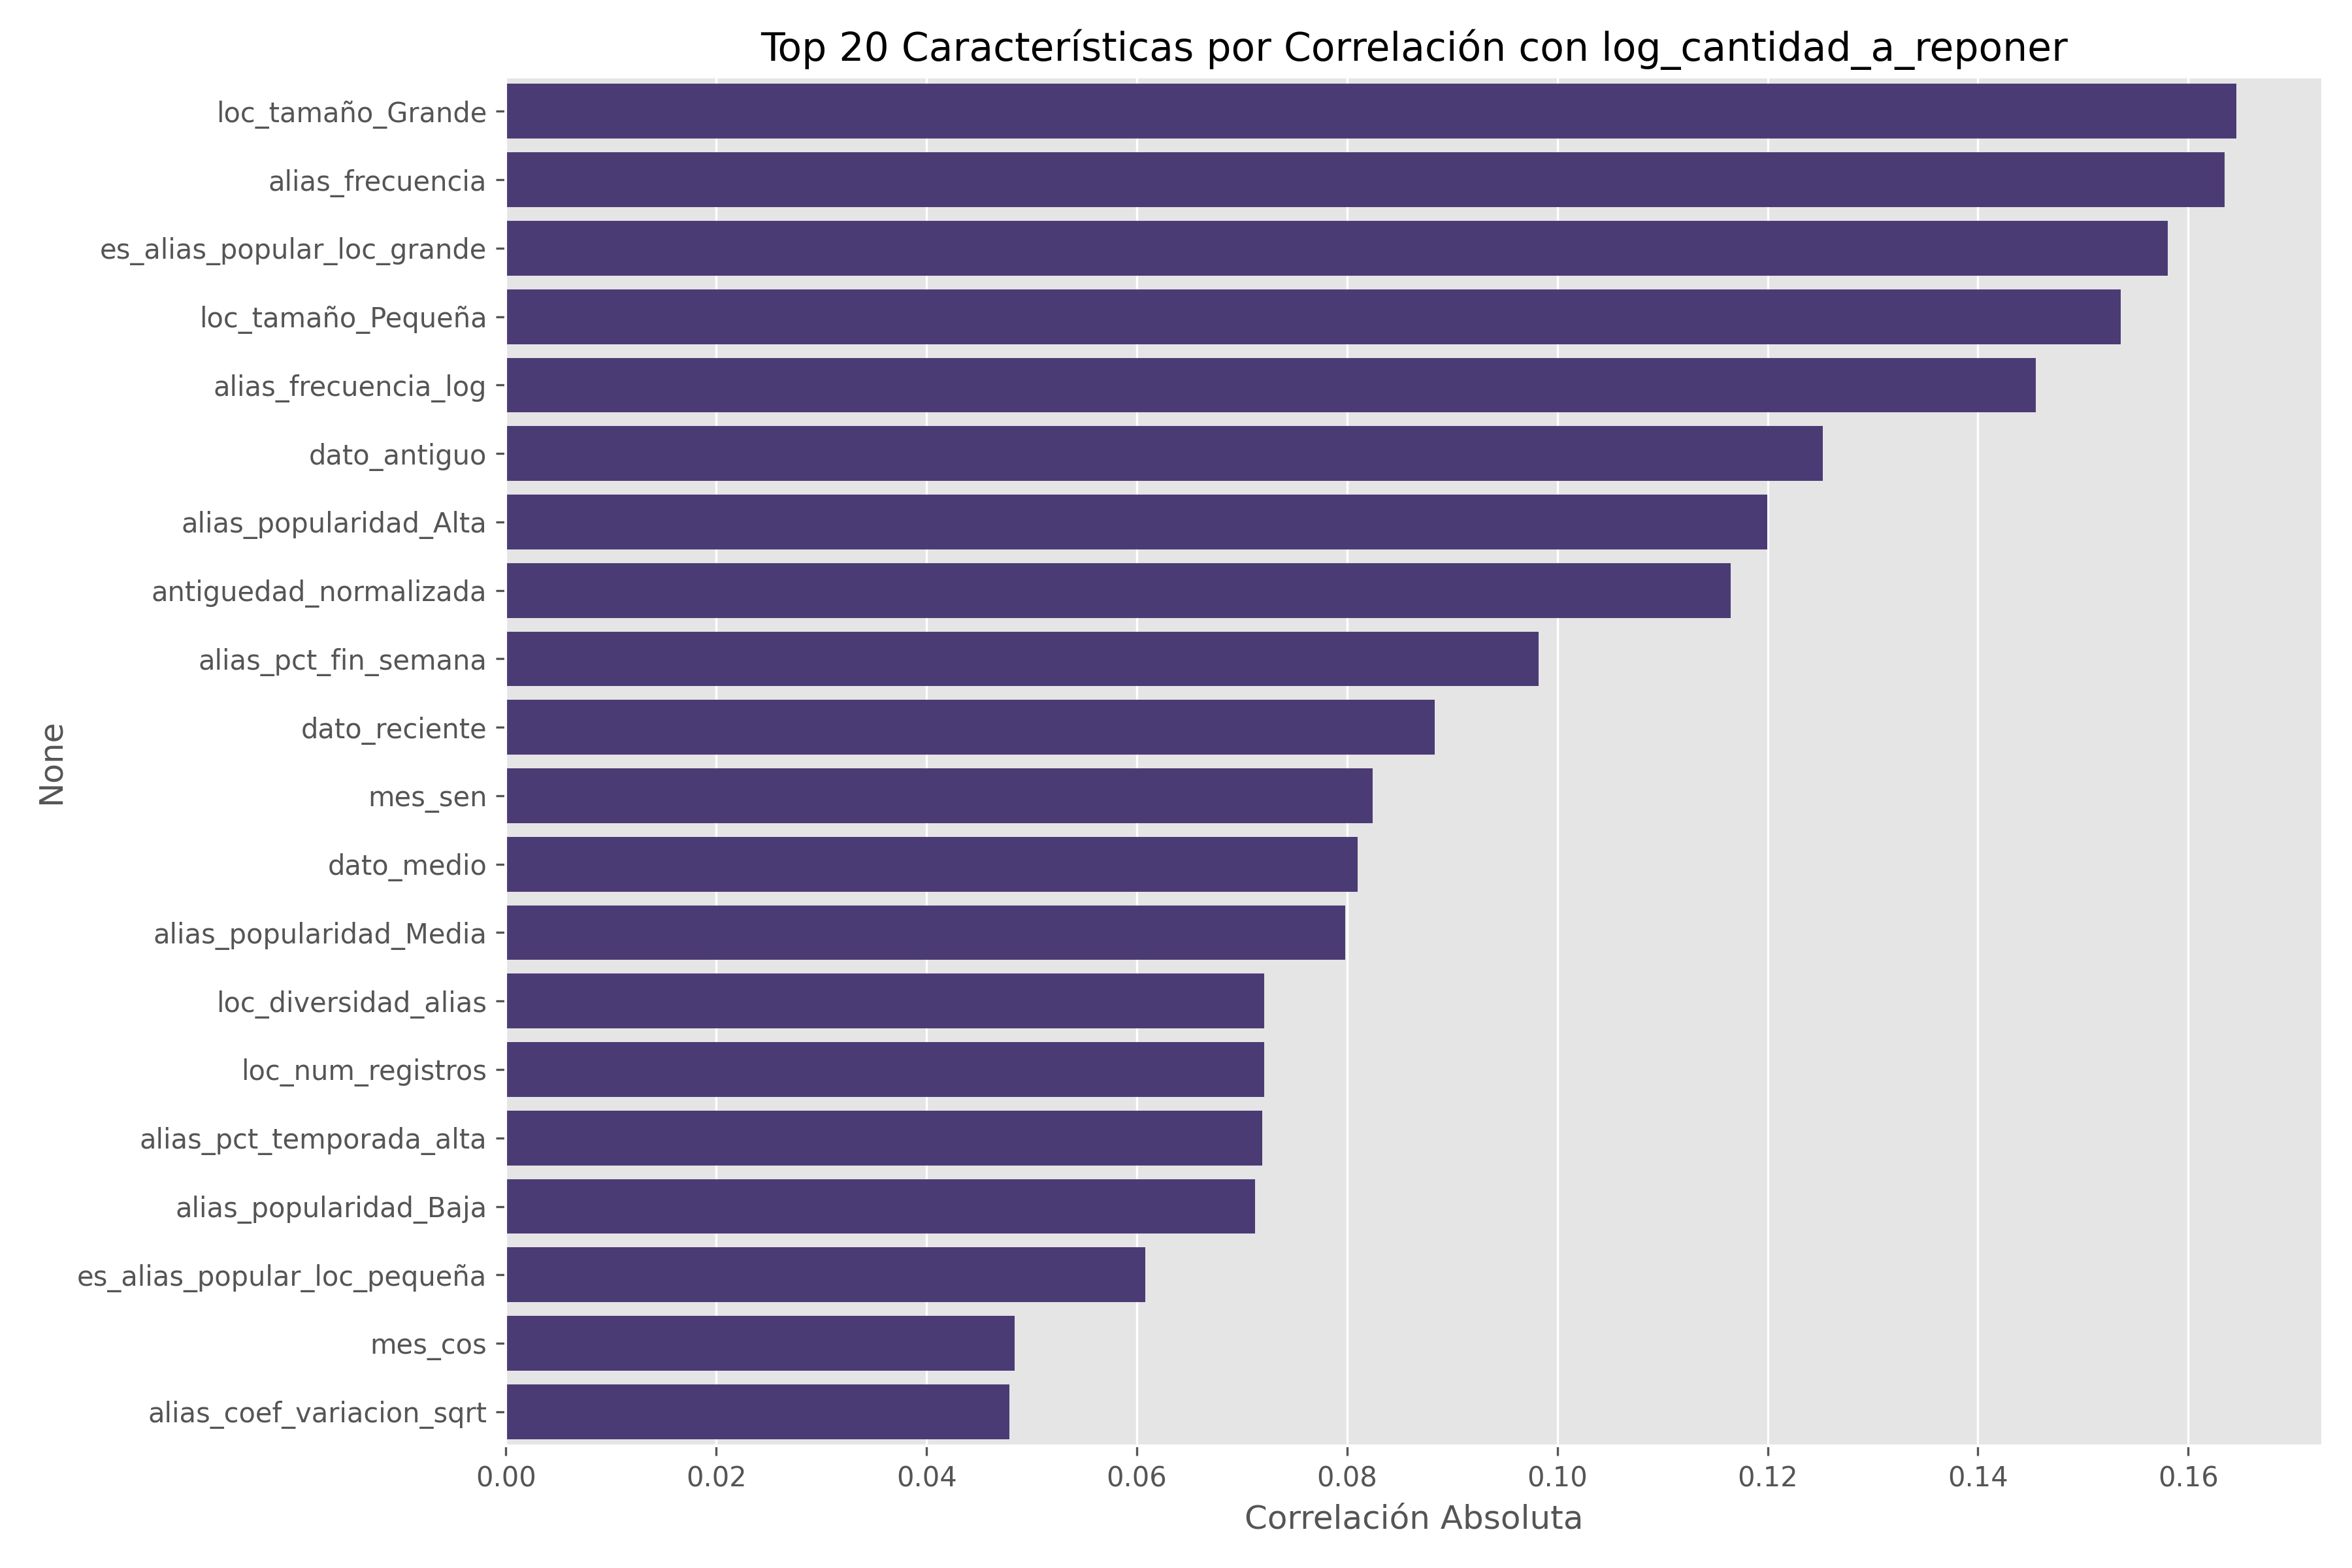 Top 20 Características por Correlación con log_cantidad_a_reponer
loc_tamaño_Grande
alias_frecuencia
es_alias_popular_loc_grande
loc_tamaño_Pequeña
alias_frecuencia_log
dato_antiguo
alias_popularidad_Alta
antiguedad_normalizada
alias_pct_fin_semana
dato_reciente
mes_sen
dato_medio
alias_popularidad_Media
loc_diversidad_alias
loc_num_registros
alias_pct_temporada_alta
alias_popularidad_Baja
es_alias_popular_loc_pequeña
mes_cos
alias_coef_variacion_sqrt
None
0.00 0.02 0.04 0.06 0.08 0.10 0.12 0.14 0.16
Correlación Absoluta